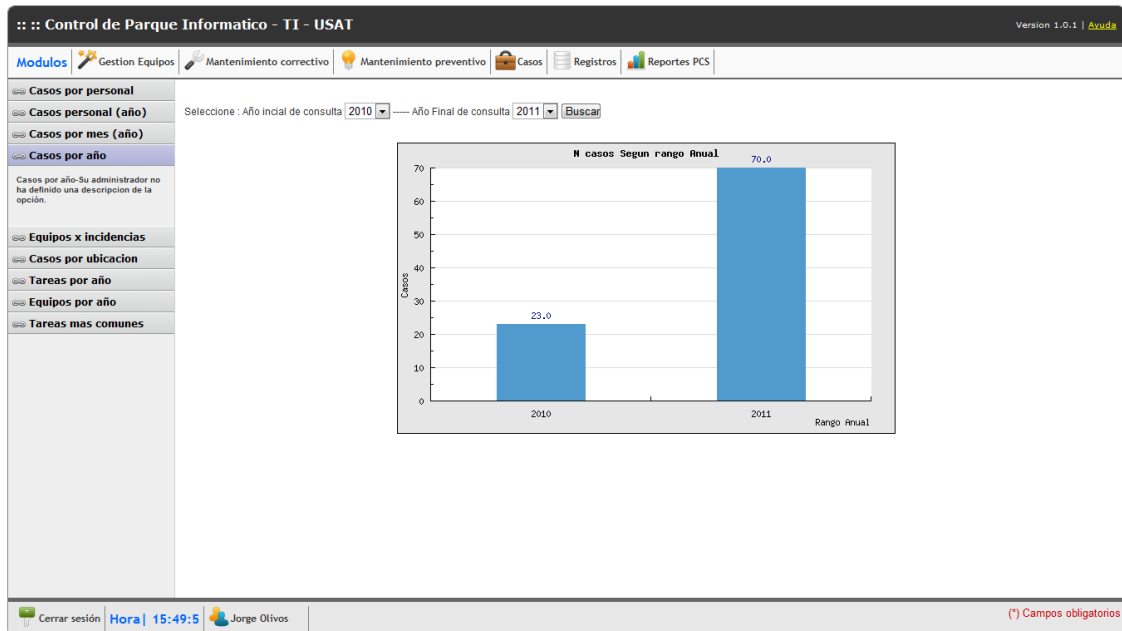 :: :: Control de Parque Informatico - TI - USAT
Version 1.0.1 | Ayuda
Modulos Gestion Equipos Mantenimiento correctivo Mantenimiento preventivo Casos Registros Reportes PCS
Casos por personal
Casos personal (año)
Casos por mes (año)
Casos por año
Casos por año-Su administrador no
ha definido una descripcion de la
opción.
Equipos x incidencias
Casos por ubicacion
Tareas por año
Equipos por año
Tareas mas comunes
Seleccione : Año incial de consulta 2010 ----- Año Final de consulta 2011 Buscar
N casos Segun rango Anual
70.0
23.0
70
60
50
40
30
20
10
0
Casos
2010 2011
Rango Anual
Cerrar sesión Hora| 15:49:5 Jorge Olivos
(*) Campos obligatorios